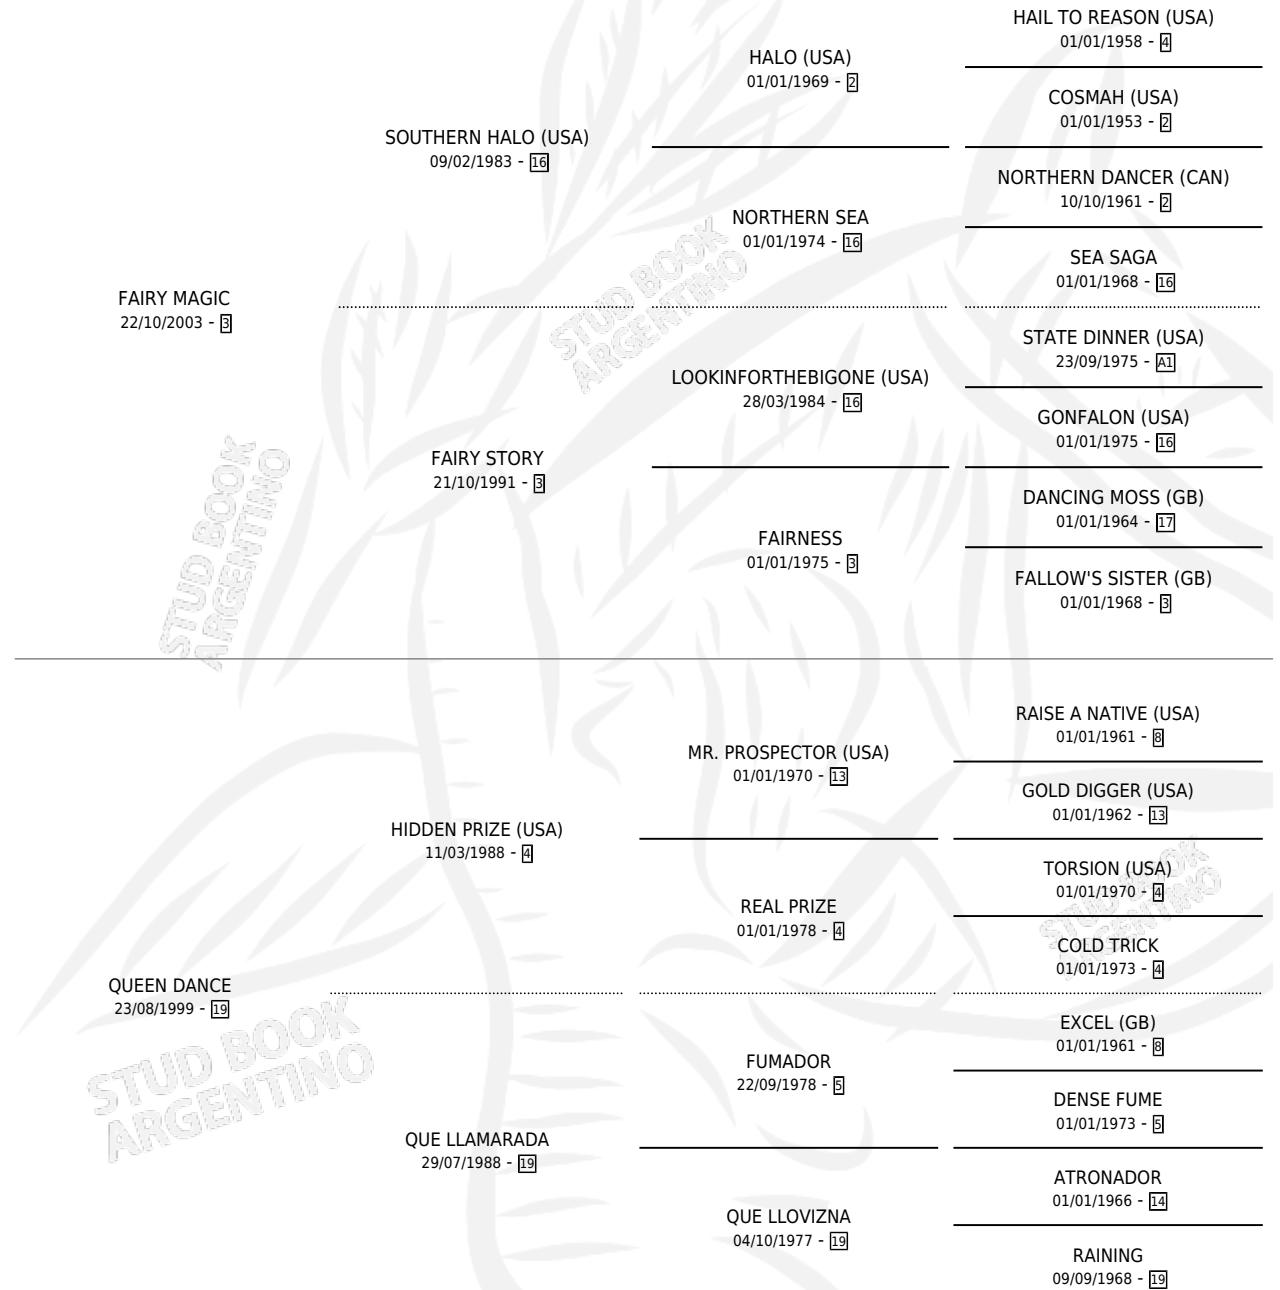 HAIL TO REASON (USA)
01/01/1958 - 4
HALO (USA)
01/01/1969 - 2
COSMAH (USA)
01/01/1953 - 2
SOUTHERN HALO (USA)
09/02/1983 - 16
NORTHERN DANCER (CAN)
10/10/1961 - 2
NORTHERN SEA
01/01/1974 - 16
SEA SAGA
01/01/1968 - 16
FAIRY MAGIC
22/10/2003 - 3
STUD BOOK
ARGENTINO
STATE DINNER (USA)
23/09/1975 - A1
LOOKINFORTHEBIGONE (USA)
28/03/1984 - 16
GONFALON (USA)
01/01/1975 - 16
FAIRY STORY
21/10/1991 - 3
DANCING MOSS (GB)
01/01/1964 - 17
FAIRNESS
01/01/1975 - 3
FALLOW'S SISTER (GB)
01/01/1968 - 3
STUD BOOK
ARGENTINO
RAISE A NATIVE (USA)
01/01/1961 - 8
MR. PROSPECTOR (USA)
01/01/1970 - 13
GOLD DIGGER (USA)
01/01/1962 - 13
HIDDEN PRIZE (USA)
11/03/1988 - 4
TORSION (USA)
01/01/1970 - 4
REAL PRIZE
01/01/1978 - 4
COLD TRICK
01/01/1973 - 4
STUD BOOK
ARGENTINO
QUEEN DANCE
23/08/1999 - 19
EXCEL (GB)
01/01/1961 - 8
FUMADOR
22/09/1978 - 5
DENSE FUME
01/01/1973 - 5
STUD BOOK
ARGENTINO
QUE LLAMARADA
29/07/1988 - 19
ATRONADOR
01/01/1966 - 14
QUE LLOVIZNA
04/10/1977 - 19
RAINING
09/09/1968 - 19